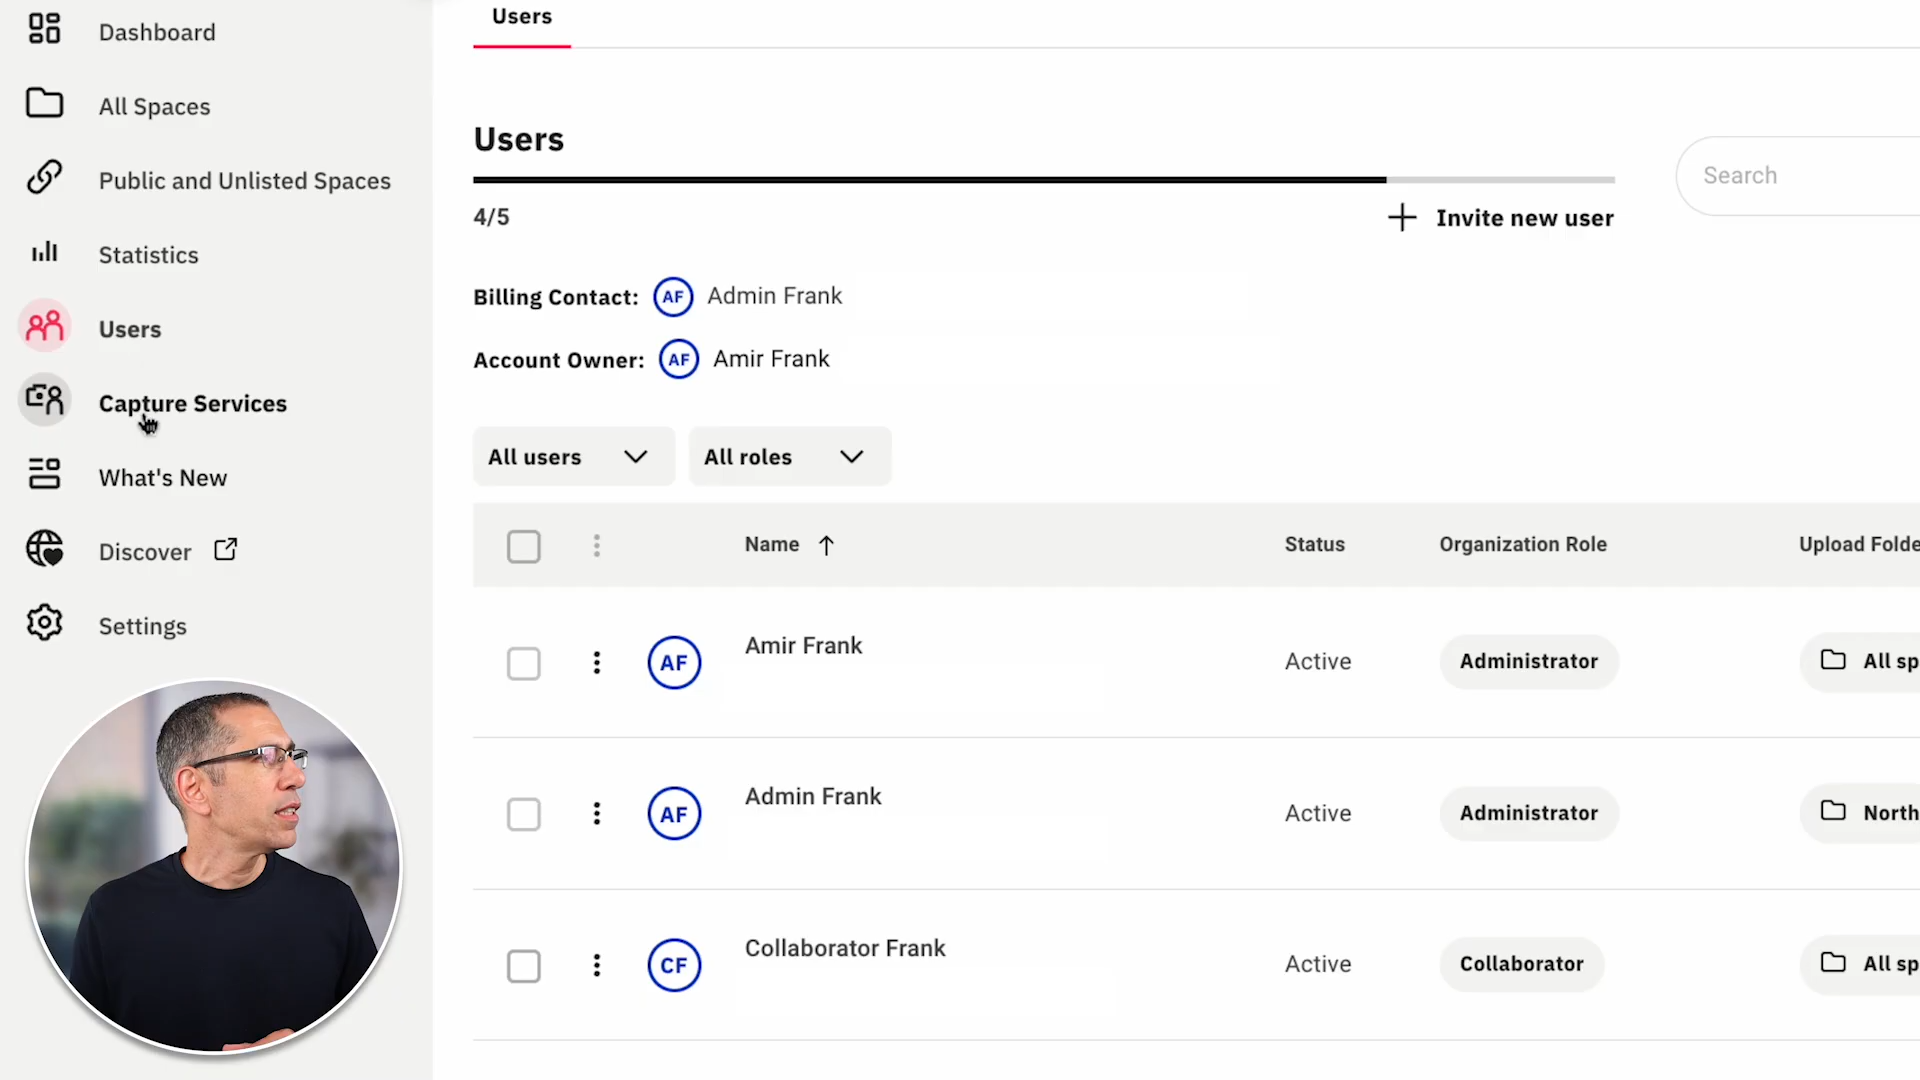 Dashboard
All Spaces
Public and Unlisted Spaces
Statistics
Users
Capture Services
What's New
Discover
Settings
Users
Users
4/5
Invite new user
Search
Billing Contact: AF Admin Frank
Account Owner: AF Amir Frank
All users
All roles
Name Status Organization Role Upload Folde
AF Amir Frank Active Administrator All sp
AF Admin Frank Active Administrator North
CF Collaborator Frank Active Collaborator All sp